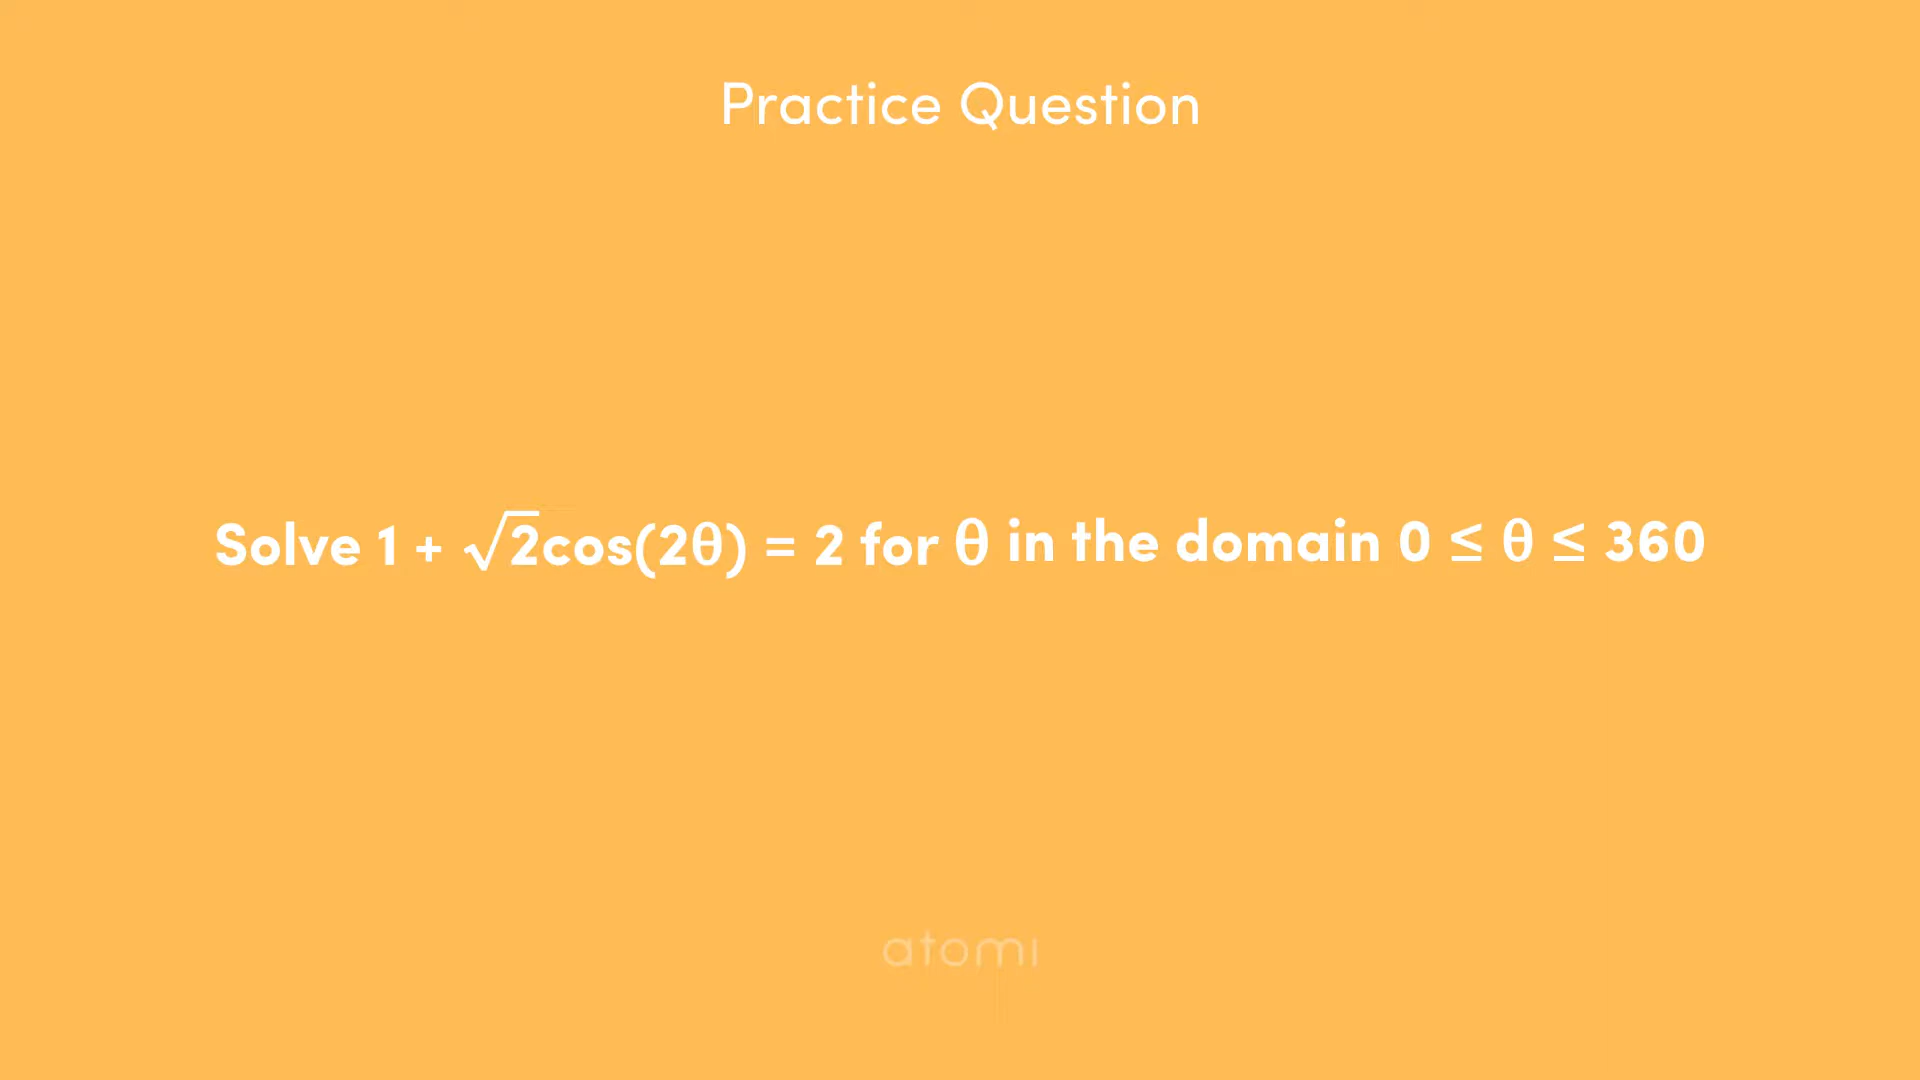 Practice Question
Solve 1 + √2cos(2θ) = 2 for θ in the domain 0 ≤ θ ≤ 360
atomi